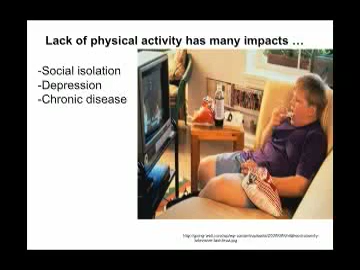 Lack of physical activity has many impacts …
-Social isolation
-Depression
-Chronic disease